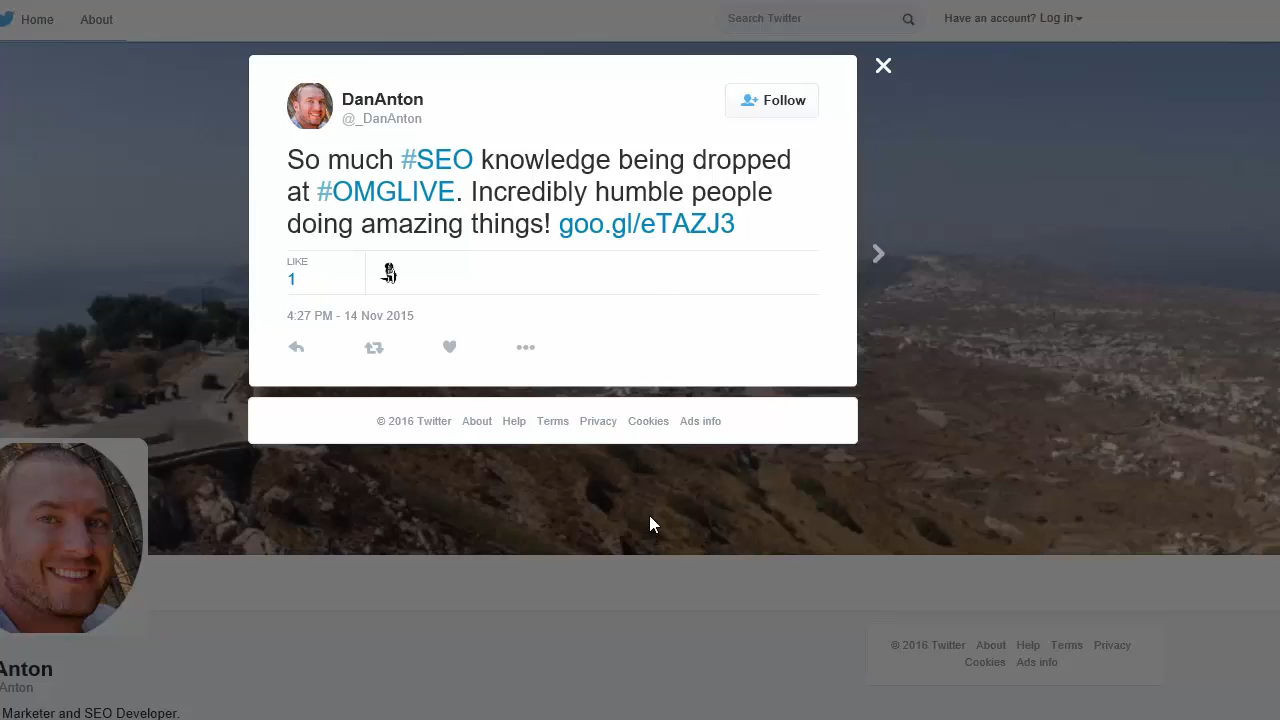 Home About Search Twitter Have an account? Log in
DanAnton
@_DanAnton
Follow
So much #SEO knowledge being dropped
at #OMGLIVE. Incredibly humble people
doing amazing things! goo.gl/eTAZJ3
LIKE
1
4:27 PM - 14 Nov 2015
© 2016 Twitter About Help Terms Privacy Cookies Ads info
© 2016 Twitter About Help Terms Privacy
Cookies Ads info
Anton
Anton
Marketer and SEO Developer.